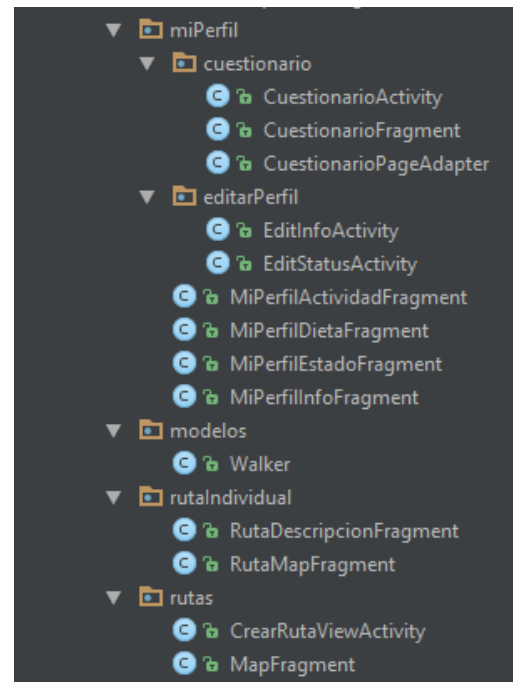 miPerfil
cuestionario
CuestionarioActivity
CuestionarioFragment
CuestionarioPageAdapter
editarPerfil
EditInfoActivity
EditStatusActivity
MiPerfilActividadFragment
MiPerfilDietaFragment
MiPerfilEstadoFragment
MiPerfilInfoFragment
modelos
Walker
rutaIndividual
RutaDescripcionFragment
RutaMapFragment
rutas
CrearRutaViewActivity
MapFragment